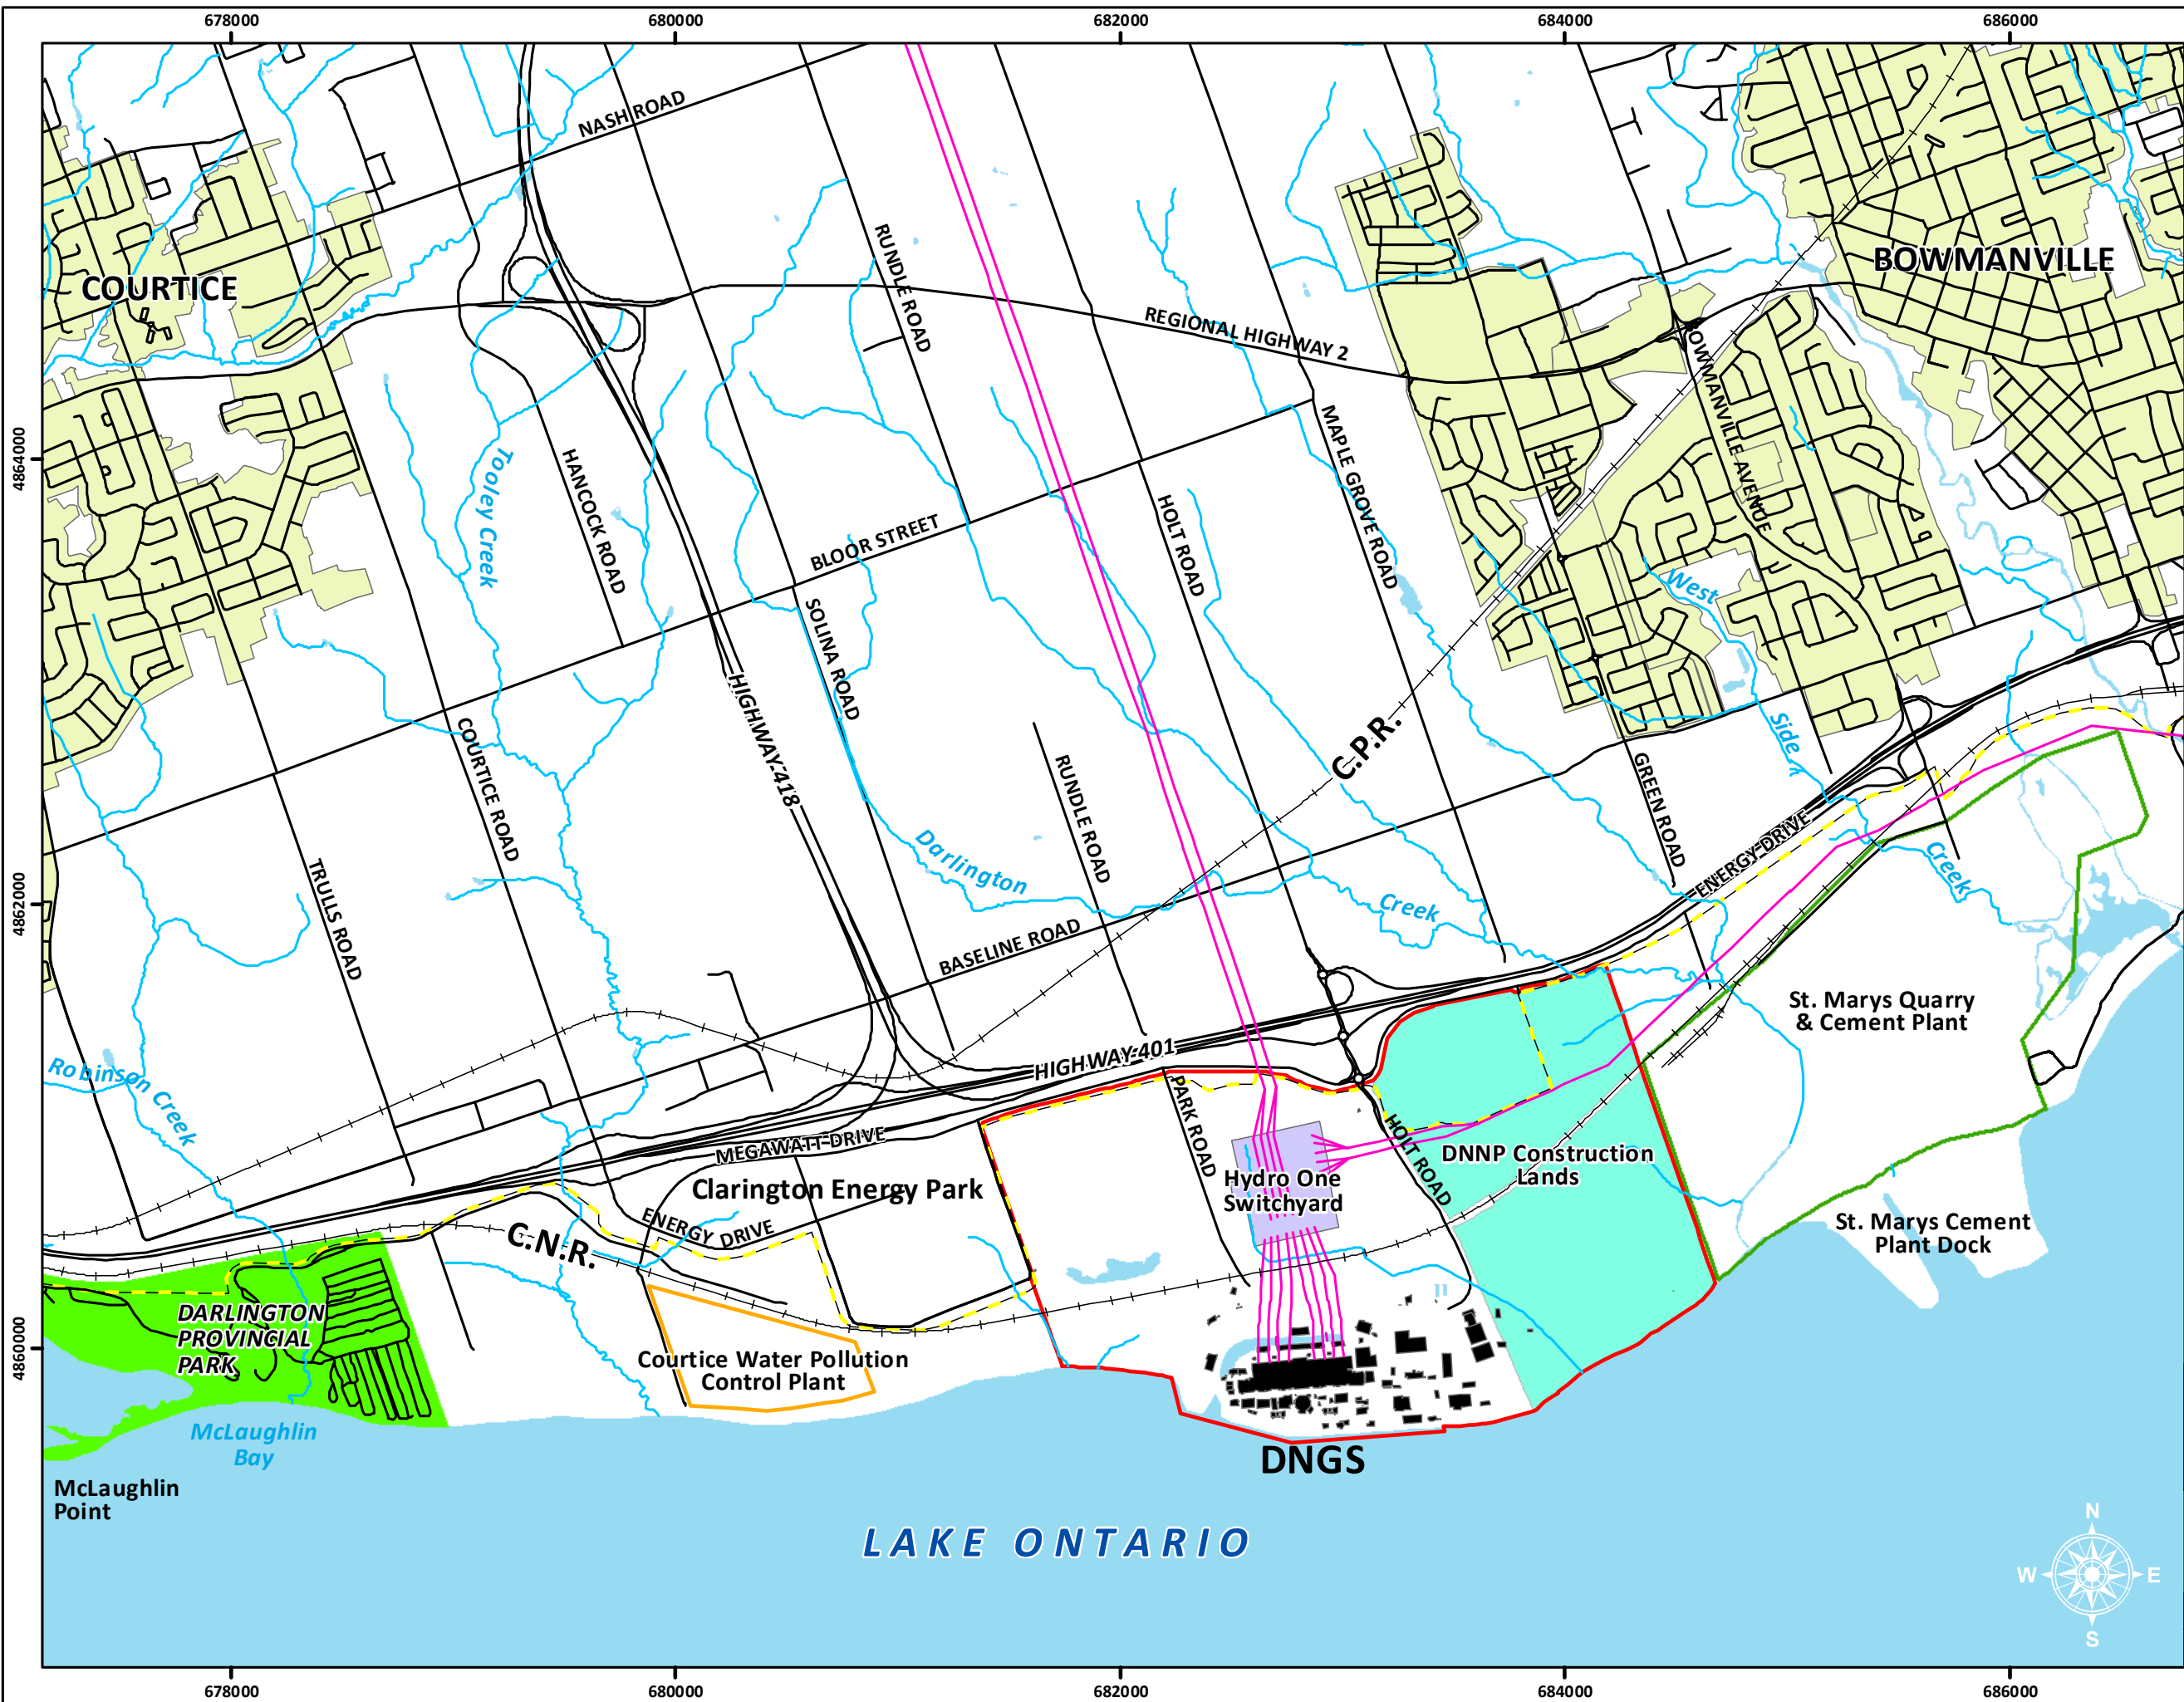 678000
680000
682000
684000
686000
NASH ROAD
COURTICE
BOWMANVILLE
RUNDLE ROAD
REGIONAL HIGHWAY 2
BOWMANVILLE AVENUE
4864000
Tooley Creek
HANCOCK ROAD
MAPLE GROVE ROAD
HOLT ROAD
BLOOR STREET
West
Side
Creek
SOLINA ROAD
HIGHWAY 418
COURTICE ROAD
RUNDLE ROAD
C.P.R.
GREEN ROAD
ENERGY DRIVE
TRULLS ROAD
Darlington
Creek
4862000
BASELINE ROAD
St. Marys Quarry
& Cement Plant
HIGHWAY 401
Robinson Creek
PARK ROAD
MEGAWATT DRIVE
HOLT ROAD
DNNP Construction
Lands
Clarington Energy Park
Hydro One
Switchyard
ENERGY DRIVE
C.N.R.
St. Marys Cement
Plant Dock
DARLINGTON
PROVINCIAL
PARK
4860000
Courtice Water Pollution
Control Plant
McLaughlin
Bay
DNGS
McLaughlin
Point
LAKE ONTARIO
N
W
E
S
678000
680000
682000
684000
686000